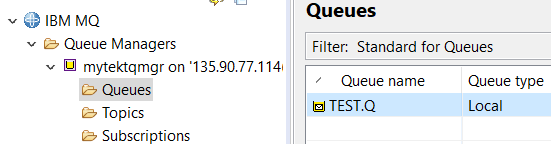 IBM MQ
Queue Managers
mytektqmgr on '135.90.77.114(
Queues
Topics
Subscriptions
Queues
Filter: Standard for Queues
Queue name Queue type
TEST.Q Local